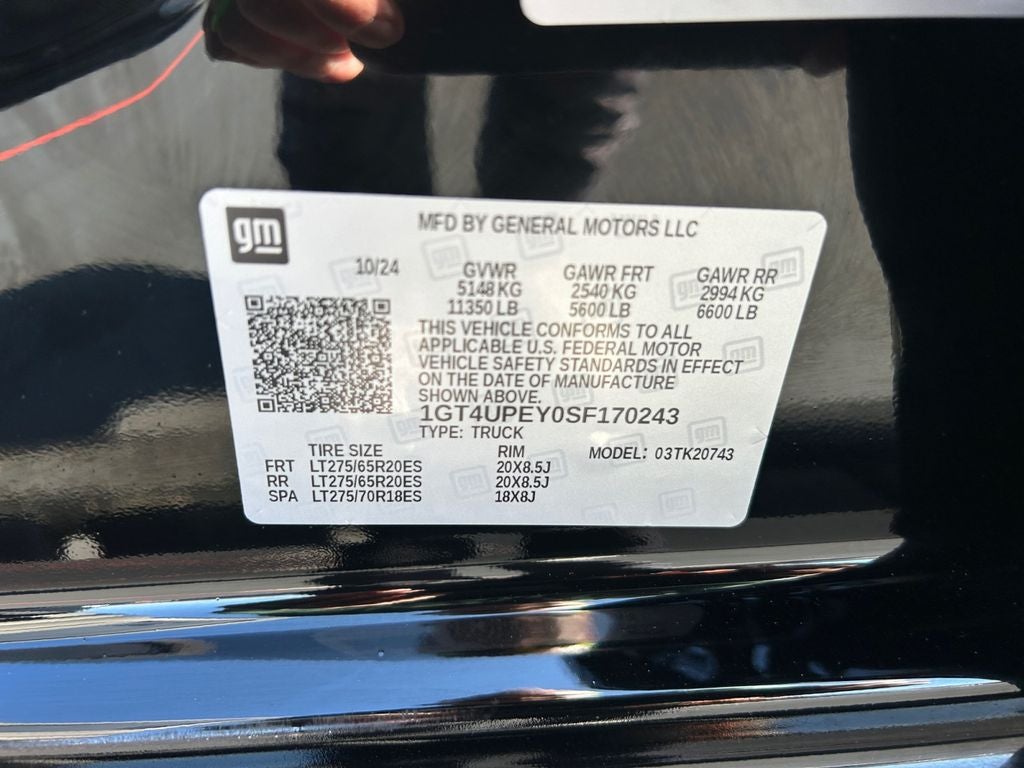 gm
MFD BY GENERAL MOTORS LLC
10/24 GVWR GAWR FRT GAWR RR
5148 KG 2540 KG 2994 KG
11350 LB 5600 LB 6600 LB
THIS VEHICLE CONFORMS TO ALL
APPLICABLE U.S. FEDERAL MOTOR
VEHICLE SAFETY STANDARDS IN EFFECT
ON THE DATE OF MANUFACTURE
SHOWN ABOVE.
1GT4UPEY0SF170243
TYPE: TRUCK
TIRE SIZE RIM MODEL: 03TK20743
FRT LT275/65R20ES 20X8.5J
RR LT275/65R20ES 20X8.5J
SPA LT275/70R18ES 18X8J